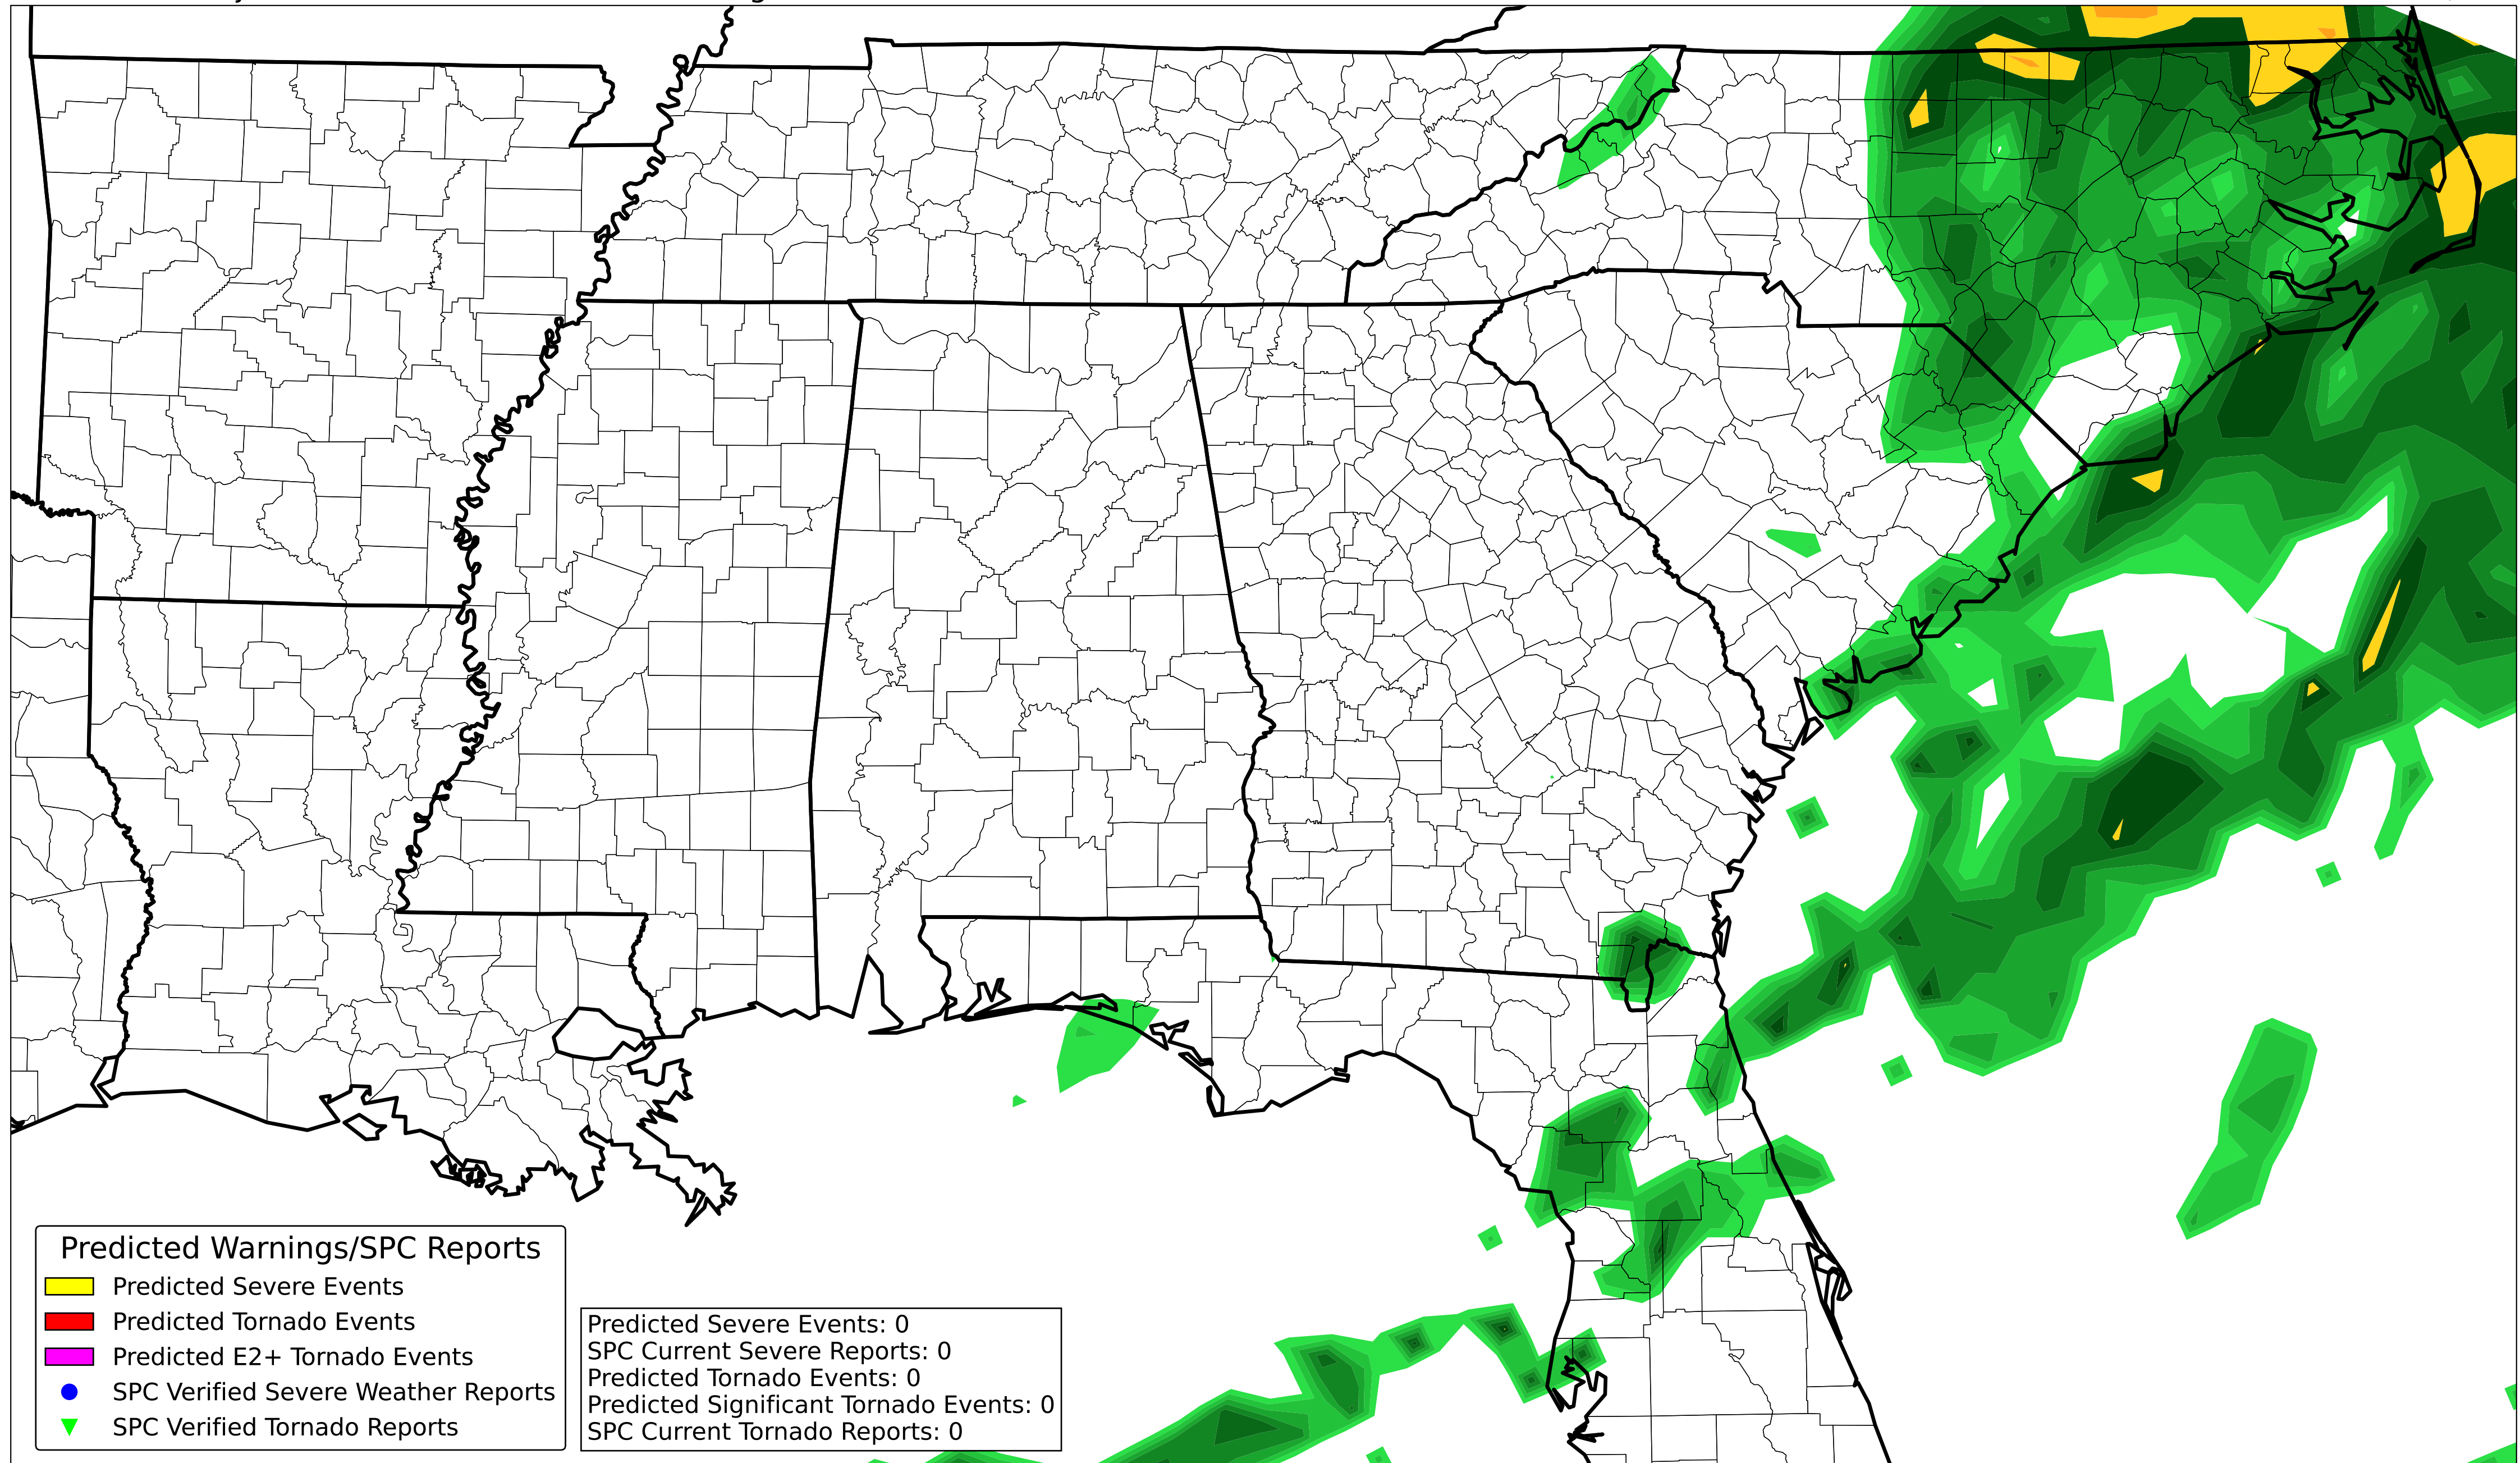 Predicted Warnings/SPC Reports
Predicted Severe Events
Predicted Tornado Events
Predicted E2+ Tornado Events
SPC Verified Severe Weather Reports
SPC Verified Tornado Reports
Predicted Severe Events: 0
SPC Current Severe Reports: 0
Predicted Tornado Events: 0
Predicted Significant Tornado Events: 0
SPC Current Tornado Reports: 0